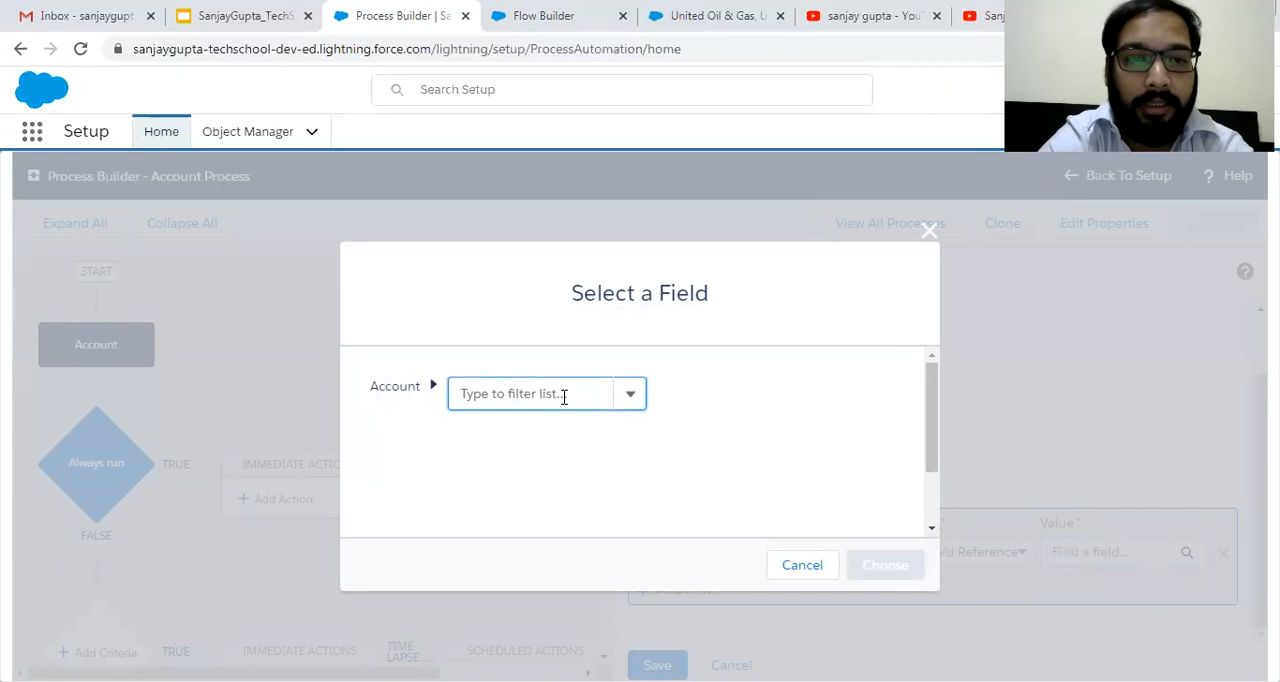 Inbox - sanjaygupt
SanjayGupta_TechS
Process Builder | Sa
Flow Builder
United Oil & Gas, U
sanjay gupta - YouT
Sanj
sanjaygupta-techschool-dev-ed.lightning.force.com/lightning/setup/ProcessAutomation/home
Search Setup
Setup
Home
Object Manager
Process Builder - Account Process
Back To Setup
? Help
Expand All
Collapse All
View All Processes
Clone
Edit Properties
START
Select a Field
Account
Account
Type to filter list...
Always run
TRUE
IMMEDIATE ACTIO
+ Add Action
FALSE
Value *
d Reference
Find a field...
Cancel
Choose
+ Add Criteria
TRUE
IMMEDIATE ACTIONS
TIME LAPSE
SCHEDULED ACTIONS
Save
Cancel